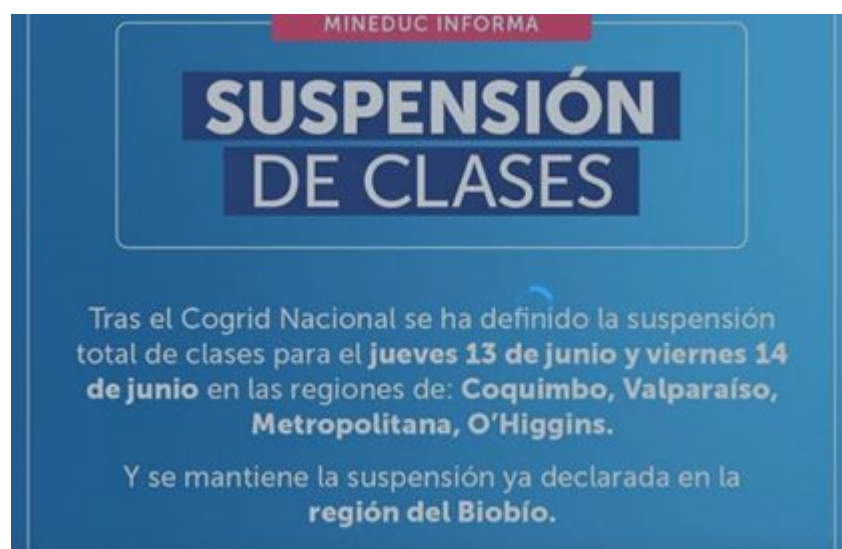 MINEDUC INFORMA
SUSPENSIÓN
DE CLASES
Tras el Cogrid Nacional se ha definido la suspensión
total de clases para el jueves 13 de junio y viernes 14
de junio en las regiones de: Coquimbo, Valparaíso,
Metropolitana, O'Higgins.
Y se mantiene la suspensión ya declarada en la
región del Biobío.